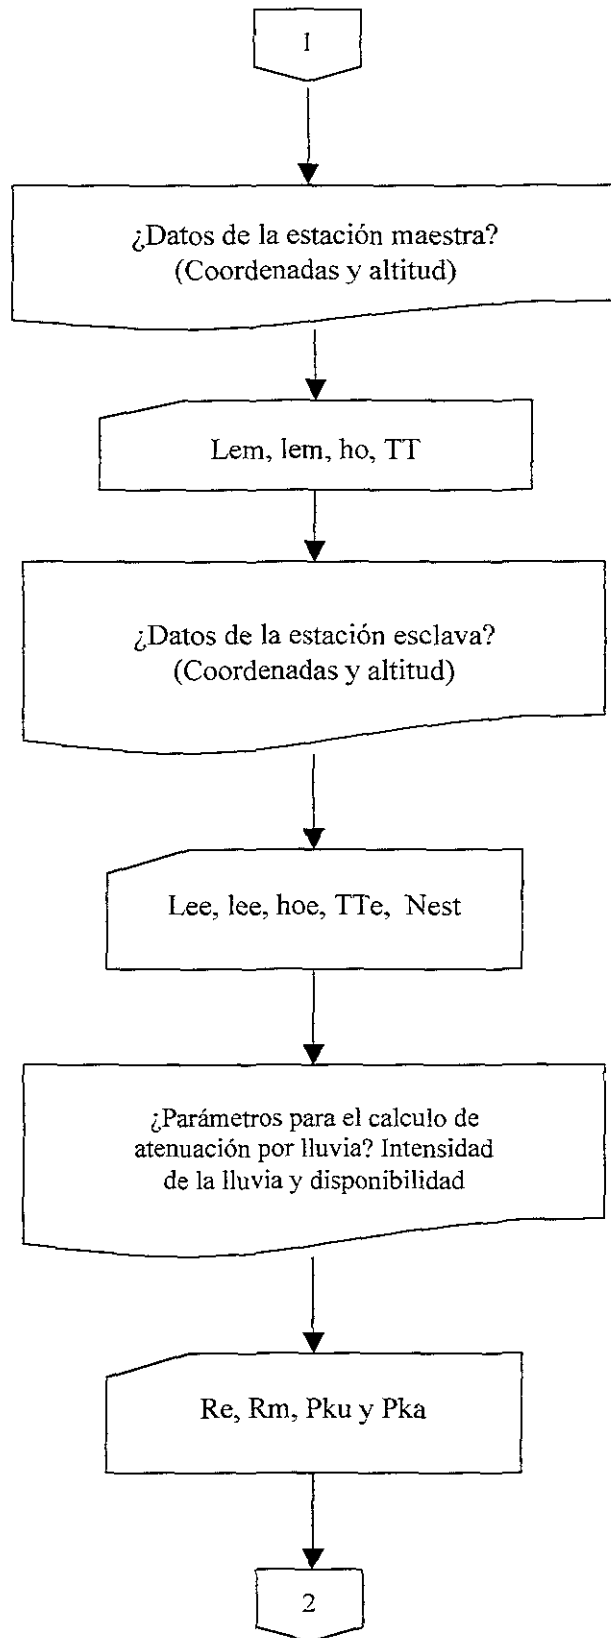 1
¿Datos de la estación maestra?
(Coordenadas y altitud)
Lem, lem, ho, TT
¿Datos de la estación esclava?
(Coordenadas y altitud)
Lee, lee, hoe, TTe, Nest
¿Parámetros para el calculo de
atenuación por lluvia? Intensidad
de la lluvia y disponibilidad
Re, Rm, Pku y Pka
2